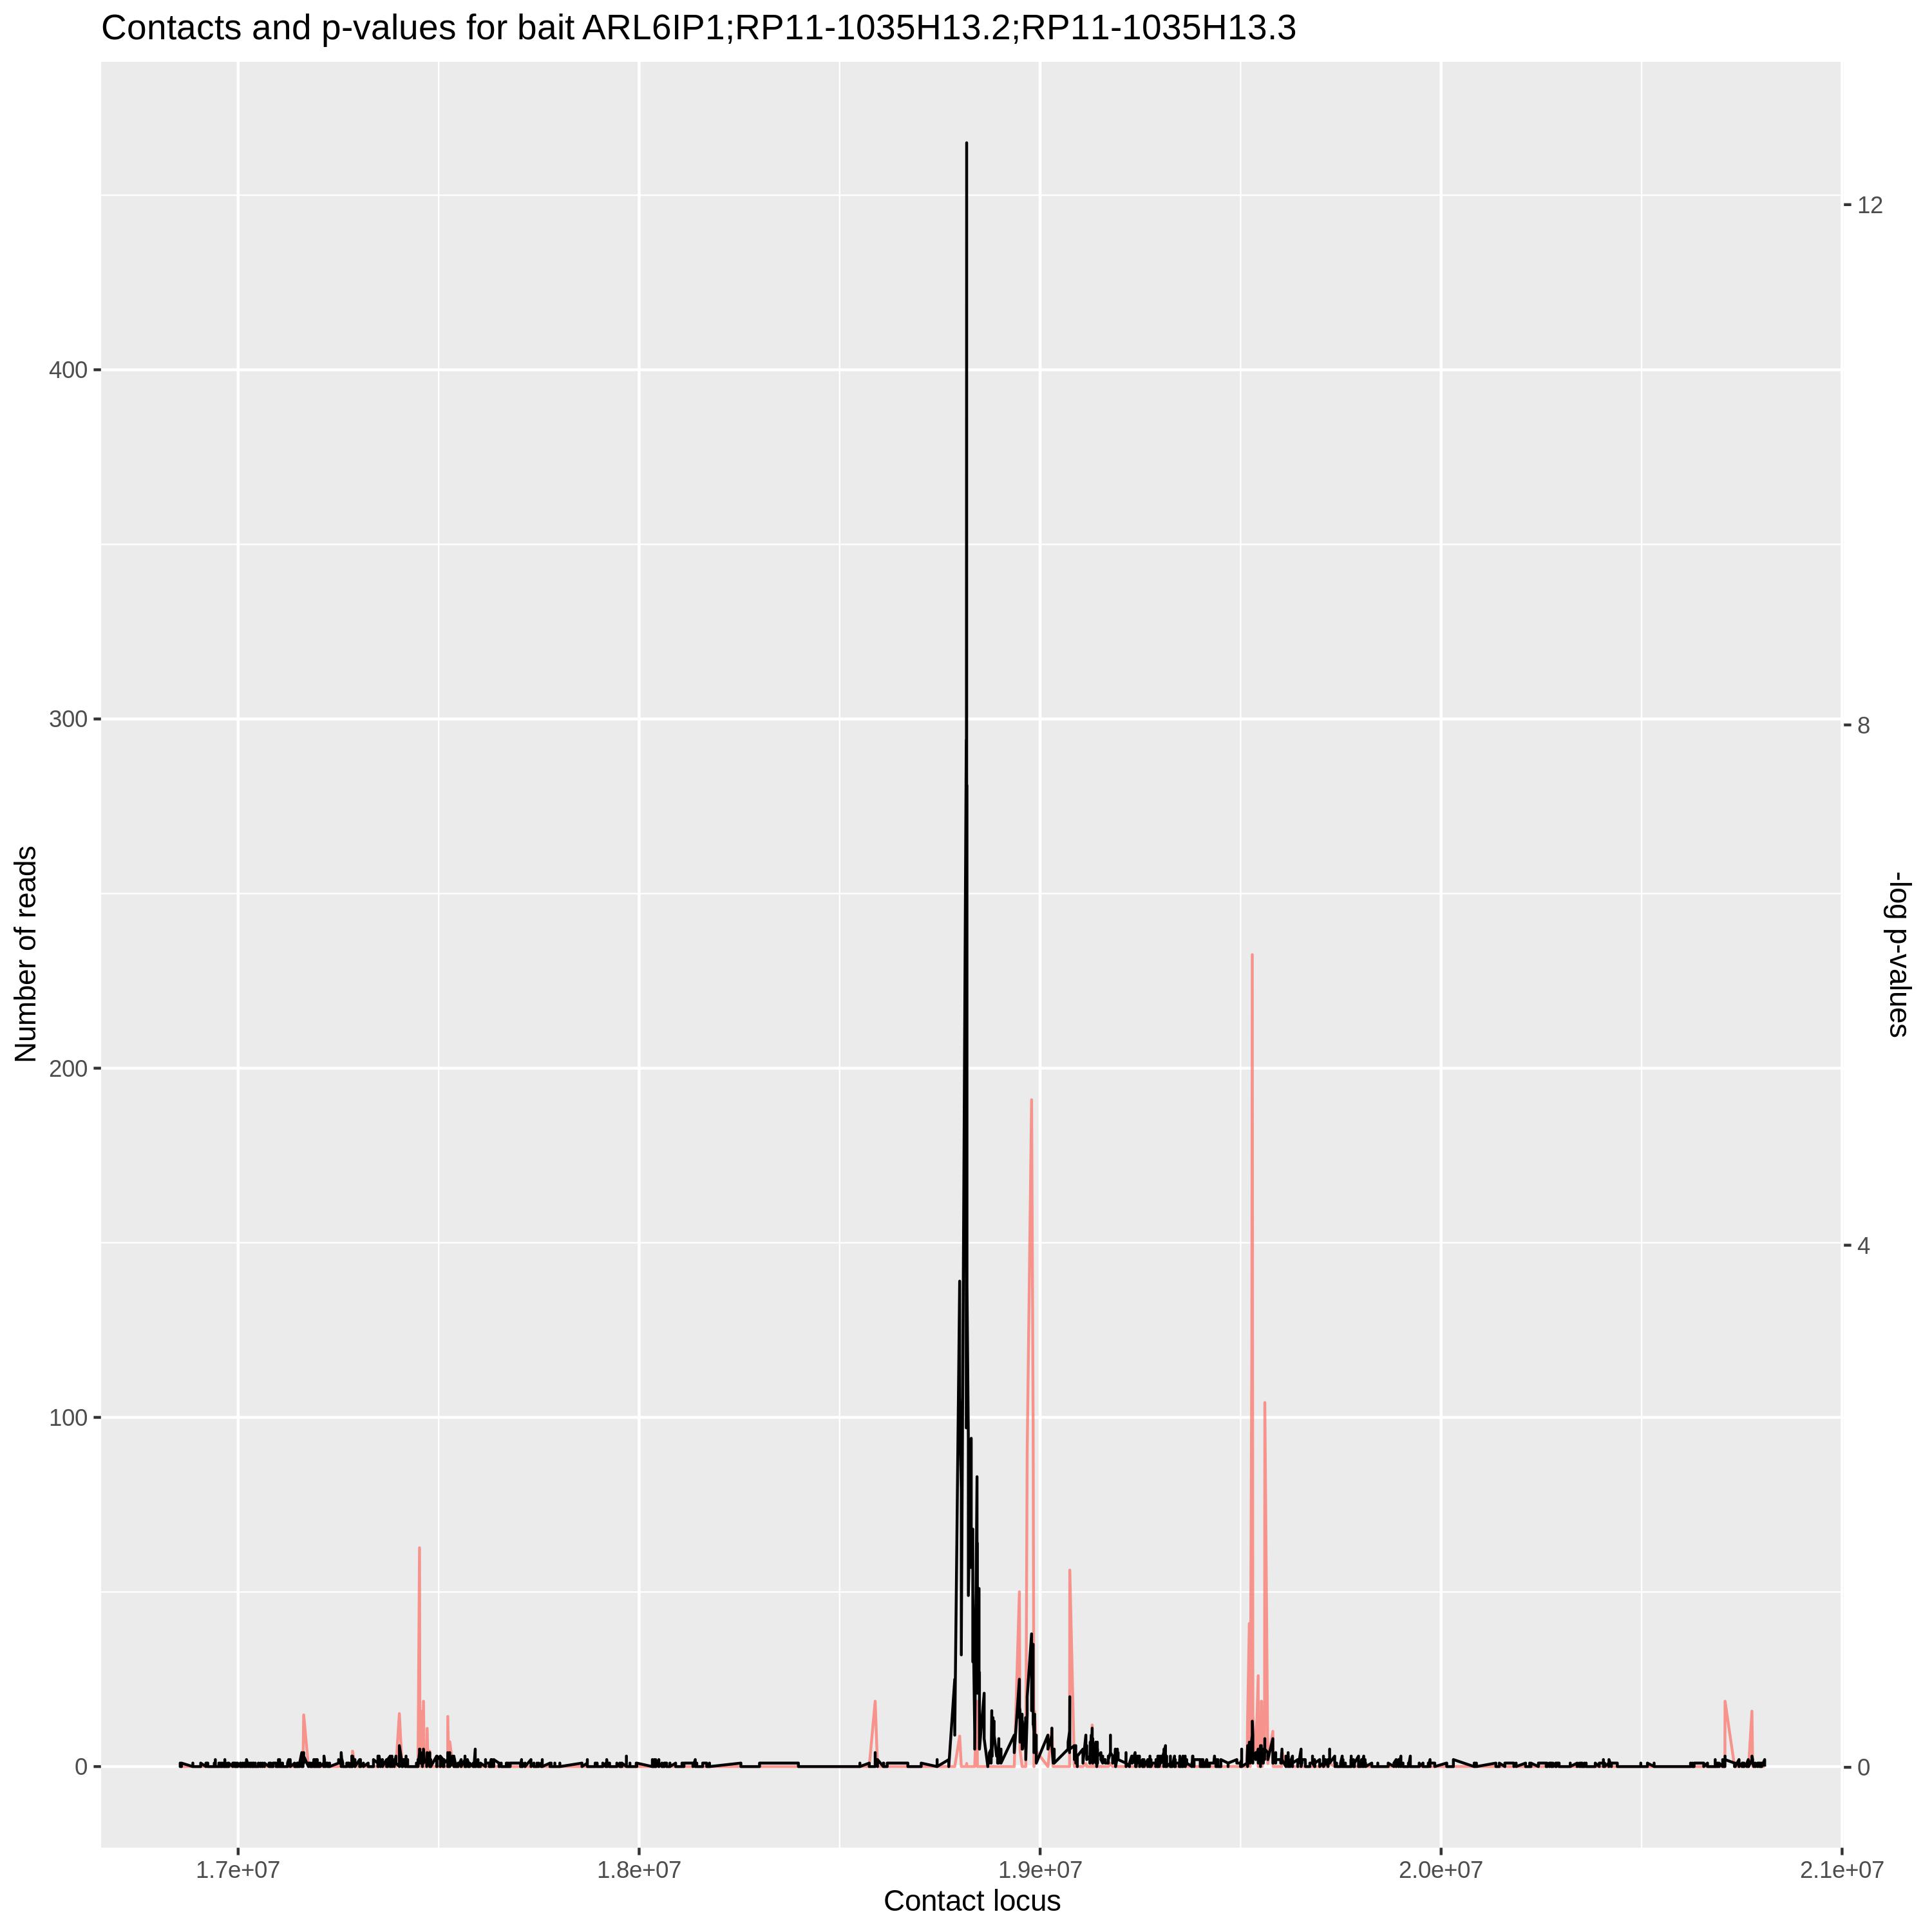 Contacts and p-values for bait ARL6IP1;RP11-1035H13.2;RP11-1035H13.3
Number of reads
400
300
200
100
0
12
8
4
0
-log p-values
1.7e+07 1.8e+07 1.9e+07 2.0e+07 2.1e+07
Contact locus